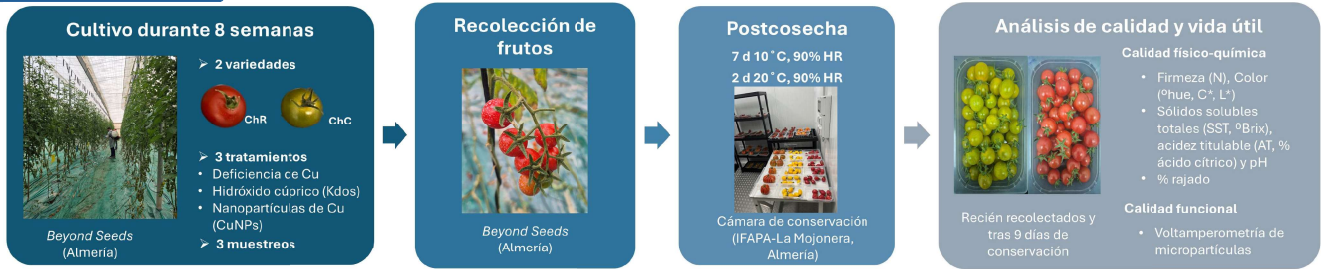 Cultivo durante 8 semanas
➢ 2 variedades
ChR
ChC
➢ 3 tratamientos
• Deficiencia de Cu
• Hidróxido cúprico (Kdos)
• Nanopartículas de Cu
(CuNPs)
➢ 3 muestreos
Beyond Seeds
(Almería)
Recolección de
frutos
Beyond Seeds
(Almería)
Postcosecha
7 d 10˚C, 90% HR
2 d 20˚C, 90% HR
Cámara de conservación
(IFAPA-La Mojonera,
Almería)
Análisis de calidad y vida útil
Recién recolectados y
tras 9 días de
conservación
Calidad físico-química
• Firmeza (N), Color
(ºhue, C*, L*)
• Sólidos solubles
totales (SST, ºBrix),
acidez titulable (AT, %
ácido cítrico) y pH
• % rajado
Calidad funcional
• Voltamperometría de
micropartículas